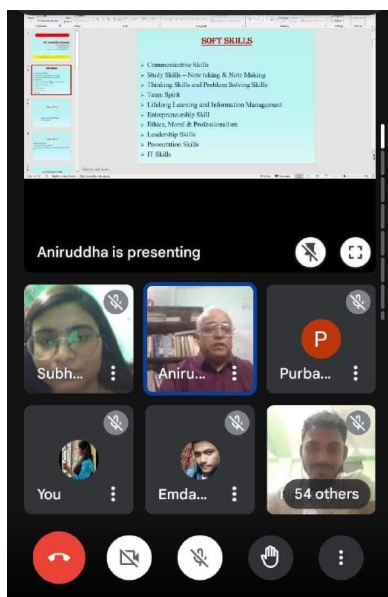 SOFT SKILLS
➢ Communicative Skills
➢ Study Skills – Note taking & Note Making
➢ Thinking Skills and Problem Solving Skills
➢ Team Spirit
➢ Lifelong Learning and Information Management
➢ Entrepreneurship Skill
➢ Ethics, Moral & Professionalism
➢ Leadership Skills
➢ Presentation Skills
➢ IT Skills
Aniruddha is presenting
Subh...
Aniru...
P
Purba...
You
Emda...
54 others